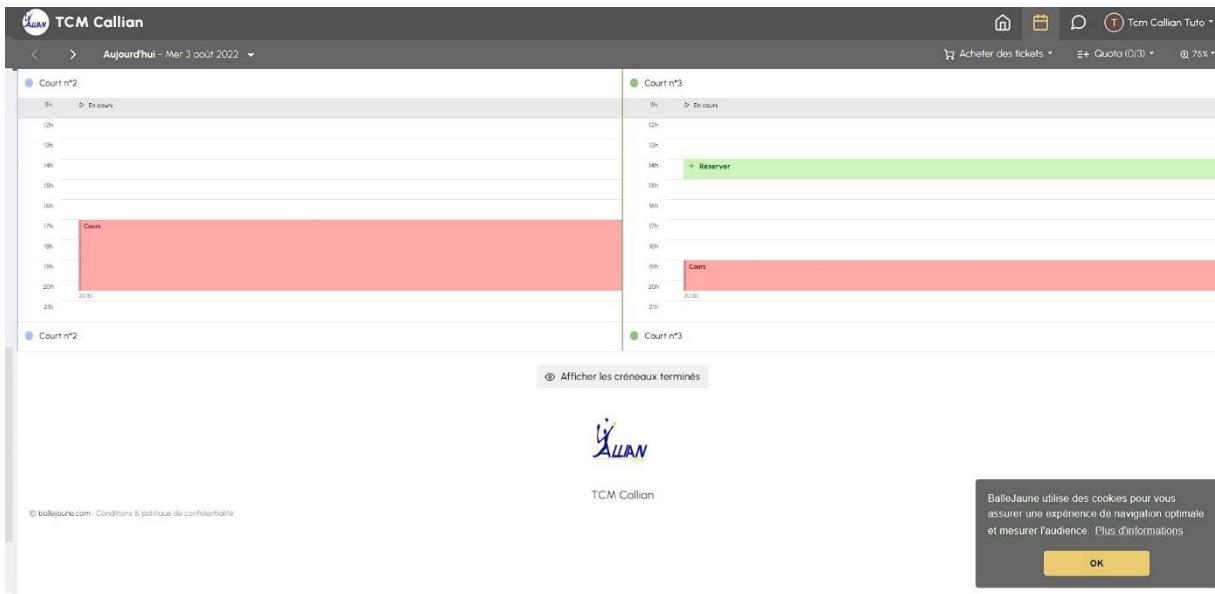 ALLIAN TCM Callian
T Tcm Callian Tuto
Aujourd'hui - Mer 3 août 2022
Acheter des tickets
Quota (0/3)
75%
Court n°2
11h En cours
12h
13h
14h
15h
16h
17h Cours
18h
19h
20h
20:30
21h
Court n°2
Court n°3
11h En cours
12h
13h
14h + Réserver
15h
16h
17h
18h
19h Cours
20h
20:30
21h
Court n°3
Afficher les créneaux terminés
ALLIAN
TCM Callian
© ballejaune.com - Conditions & politique de confidentialité
BalleJaune utilise des cookies pour vous
assurer une expérience de navigation optimale
et mesurer l'audience. Plus d'informations
OK